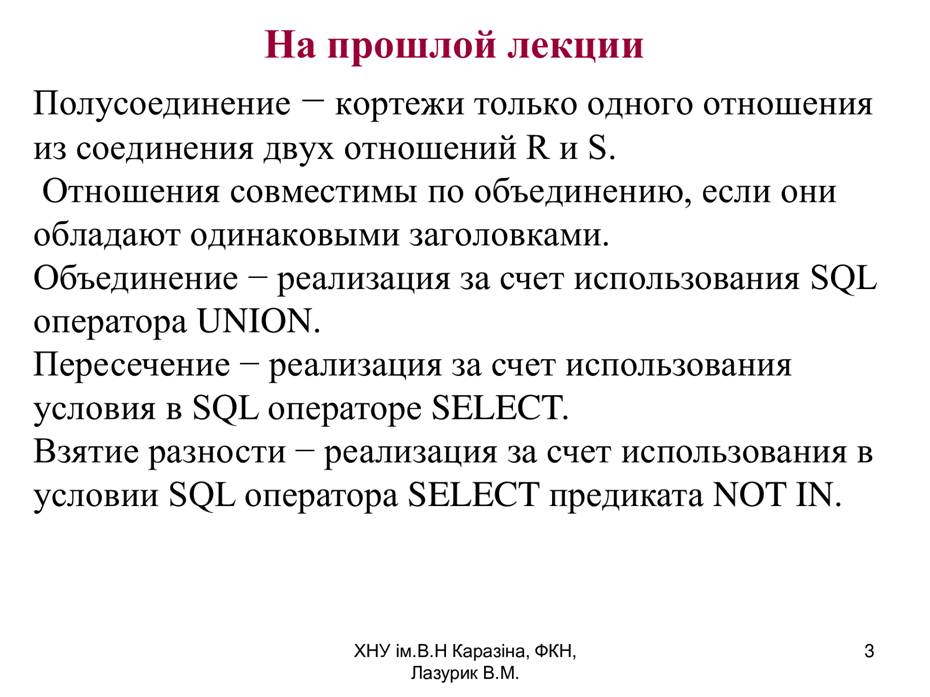 На прошлой лекции
Полусоединение − кортежи только одного отношения
из соединения двух отношений R и S.
Отношения совместимы по объединению, если они
обладают одинаковыми заголовками.
Объединение − реализация за счет использования SQL
оператора UNION.
Пересечение − реализация за счет использования
условия в SQL операторе SELECT.
Взятие разности − реализация за счет использования в
условии SQL оператора SELECT предиката NOT IN.
ХНУ ім.В.Н Каразіна, ФКН,
Лазурик В.М.
3